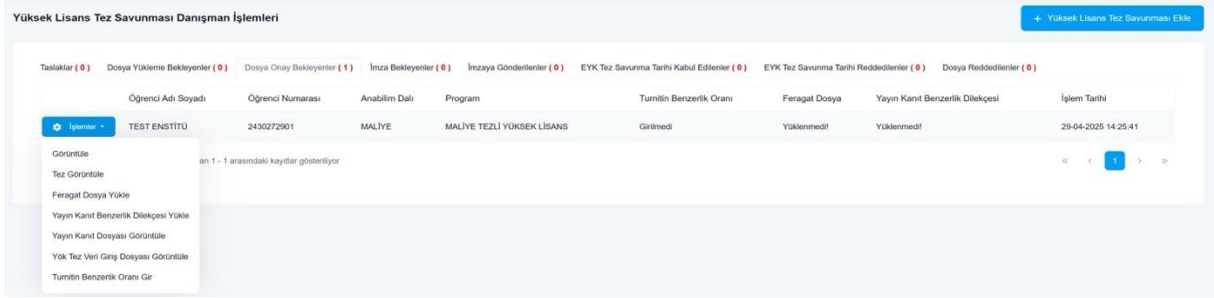 Yüksek Lisans Tez Savunması Danışman İşlemleri
+ Yüksek Lisans Tez Savunması Ekle
Taslaklar ( 0 ) Dosya Yükleme Bekleyenler ( 0 ) Dosya Onay Bekleyenler ( 1 ) İmza Bekleyenler ( 0 ) İmzaya Gönderilenler ( 0 ) EYK Tez Savunma Tarihi Kabul Edilenler ( 0 ) EYK Tez Savunma Tarihi Reddedilenler ( 0 ) Dosya Reddedilenler ( 0 )
Öğrenci Adı Soyadı Öğrenci Numarası Anabilim Dalı Program Turnitin Benzerlik Oranı Feragat Dosya Yayın Kanıt Benzerlik Dilekçesi İşlem Tarihi
İşlemler TEST ENSTİTÜ 2430272901 MALİYE MALİYE TEZLİ YÜKSEK LİSANS Girilmedi Yüklenmedi! Yüklenmedi! 29-04-2025 14:25:41
an 1 - 1 arasındaki kayıtlar gösteriliyor
« < 1 > »
Görüntüle
Tez Görüntüle
Feragat Dosya Yükle
Yayın Kanıt Benzerlik Dilekçesi Yükle
Yayın Kanıt Dosyası Görüntüle
Yök Tez Veri Giriş Dosyası Görüntüle
Turnitin Benzerlik Oranı Gir